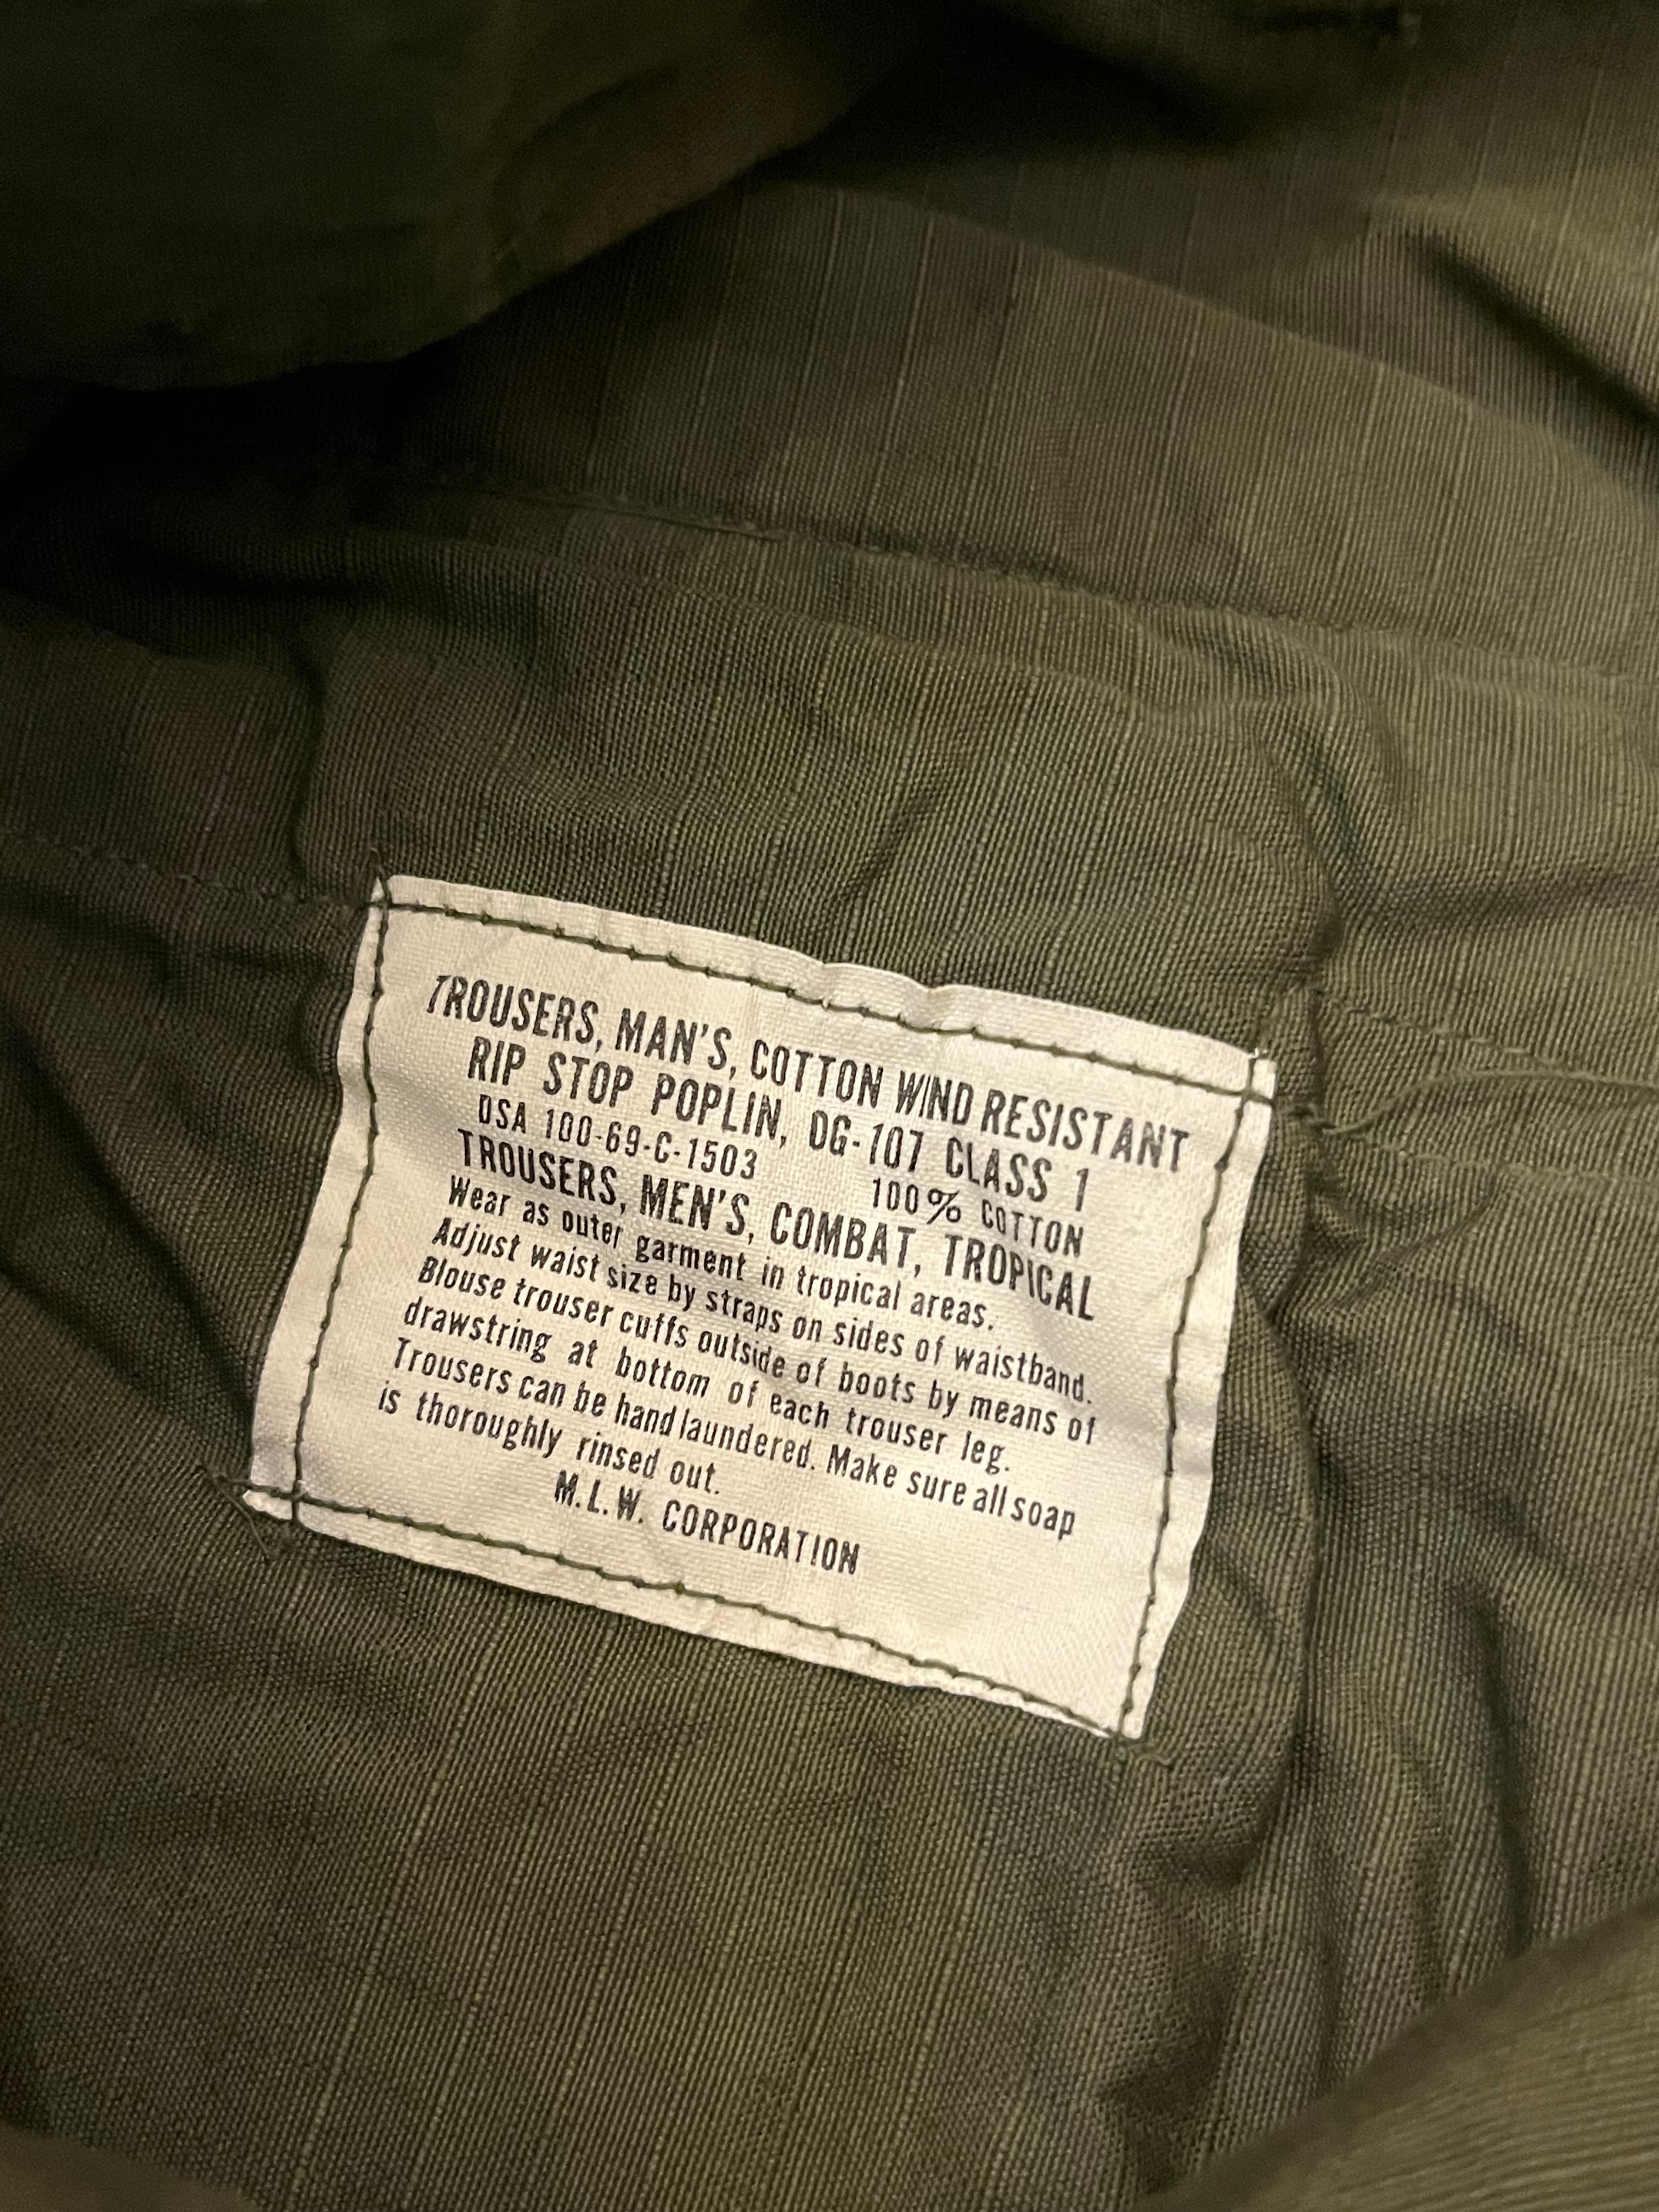 TROUSERS, MAN'S, COTTON WIND RESISTANT
RIP STOP POPLIN, OG-107 CLASS 1
DSA 100-69-C-1503 100% COTTON
TROUSERS, MEN'S, COMBAT, TROPICAL
Wear as outer garment in tropical areas.
Adjust waist size by straps on sides of waistband.
Blouse trouser cuffs outside of boots by means of
drawstring at bottom of each trouser leg.
Trousers can be hand laundered. Make sure all soap
is thoroughly rinsed out.
M.L.W. CORPORATION